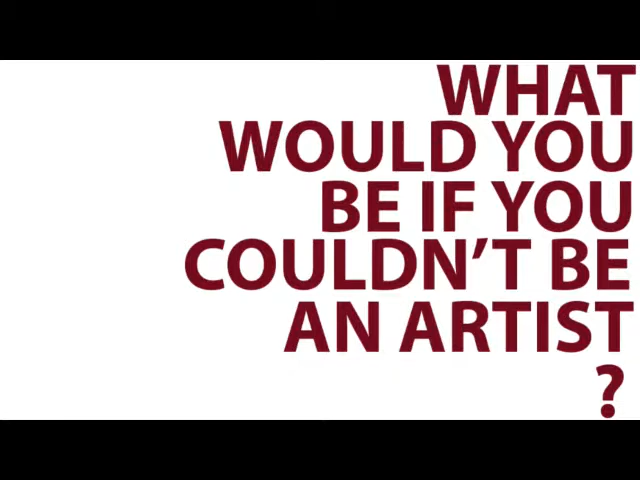 WHAT
WOULD YOU
BE IF YOU
COULDN’T BE
AN ARTIST
?